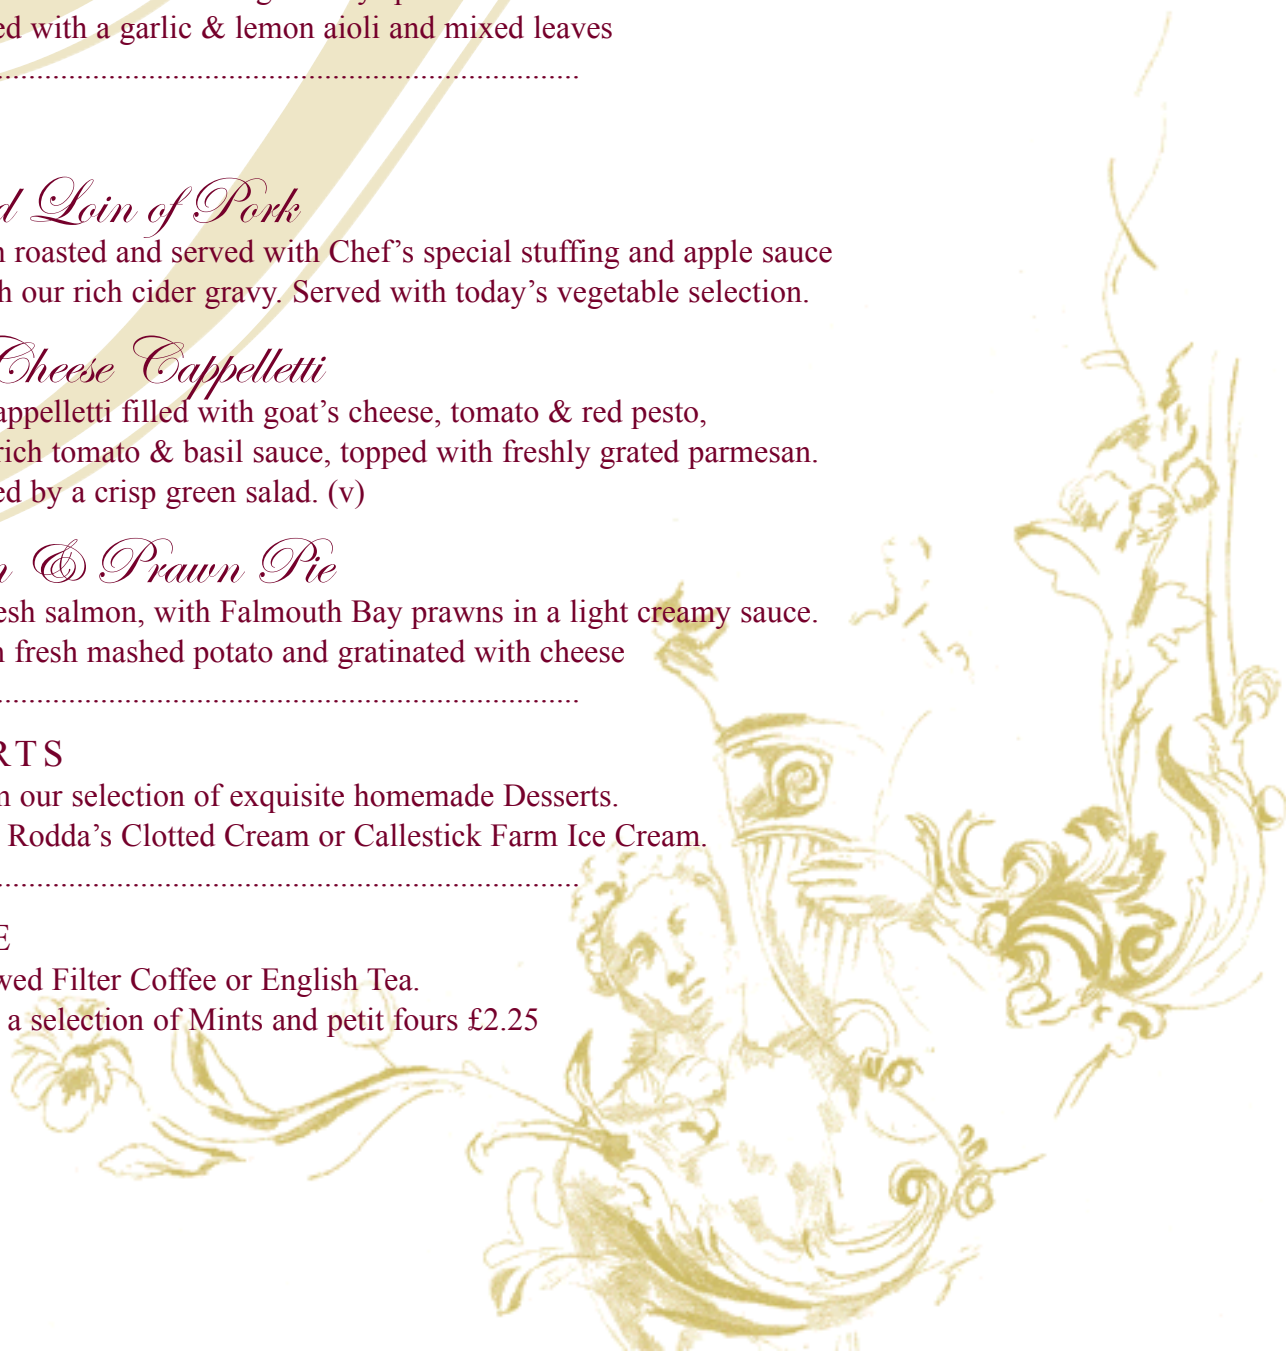 ed with a garlic & lemon aioli and mixed leaves
d Loin of Pork
n roasted and served with Chef’s special stuffing and apple sauce
h our rich cider gravy. Served with today’s vegetable selection.
Cheese Cappelletti
appelletti filled with goat’s cheese, tomato & red pesto,
rich tomato & basil sauce, topped with freshly grated parmesan.
ed by a crisp green salad. (v)
n & Prawn Pie
esh salmon, with Falmouth Bay prawns in a light creamy sauce.
n fresh mashed potato and gratinated with cheese
RTS
n our selection of exquisite homemade Desserts.
Rodda’s Clotted Cream or Callestick Farm Ice Cream.
E
wed Filter Coffee or English Tea.
a selection of Mints and petit fours £2.25